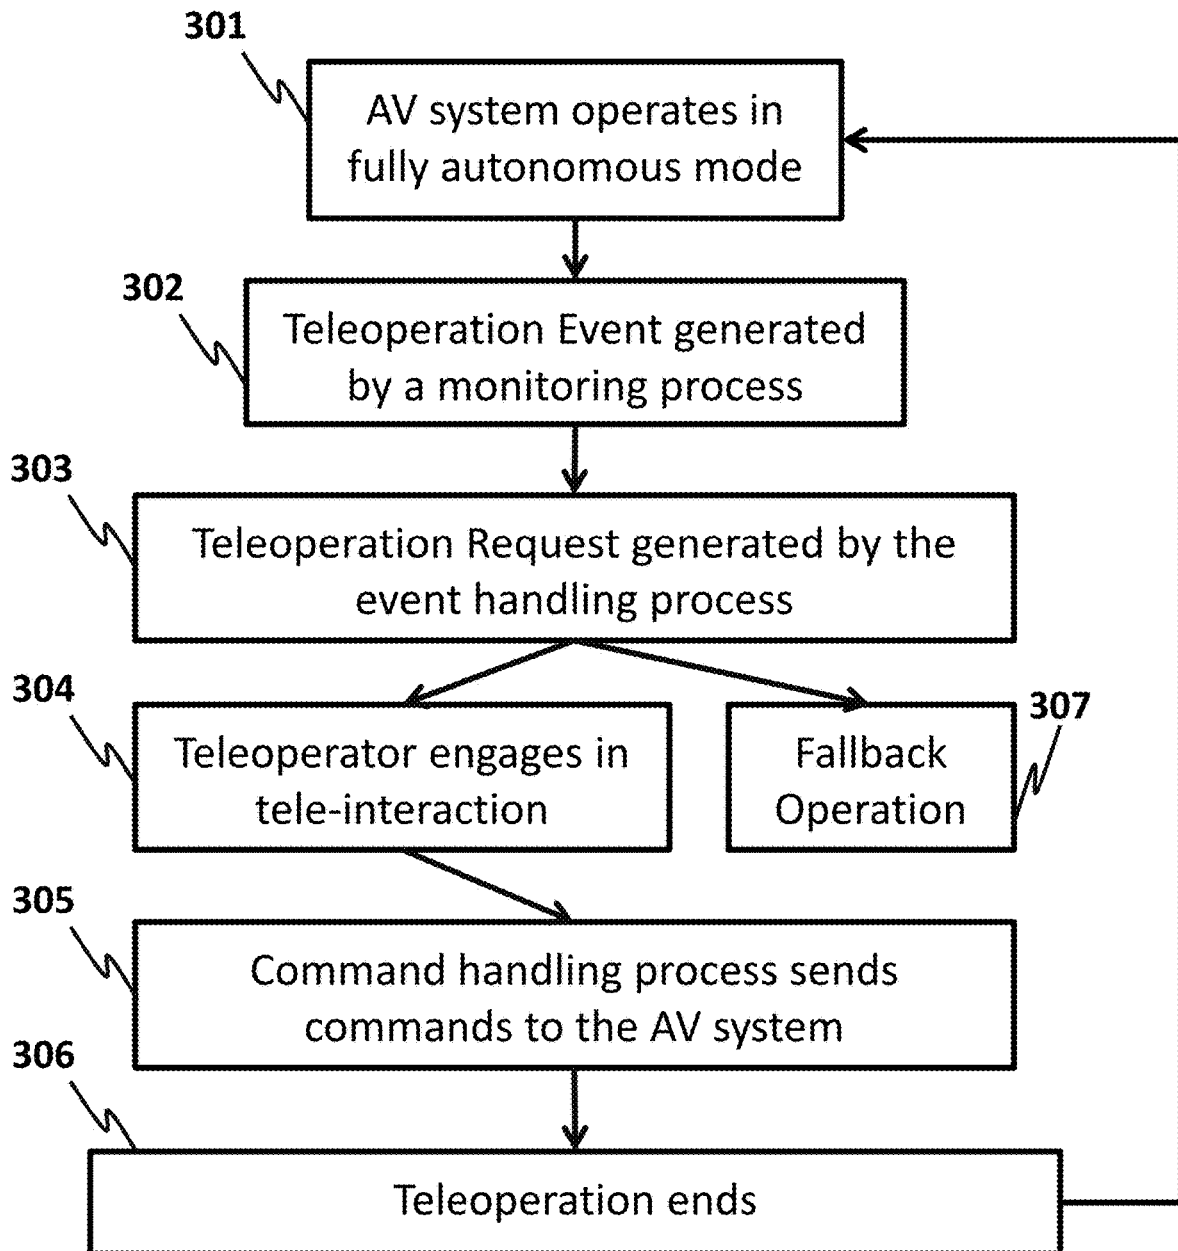 301
AV system operates in
fully autonomous mode
302
Teleoperation Event generated
by a monitoring process
303
Teleoperation Request generated by the
event handling process
304
Teleoperator engages in
tele-interaction
307
Fallback
Operation
305
Command handling process sends
commands to the AV system
306
Teleoperation ends